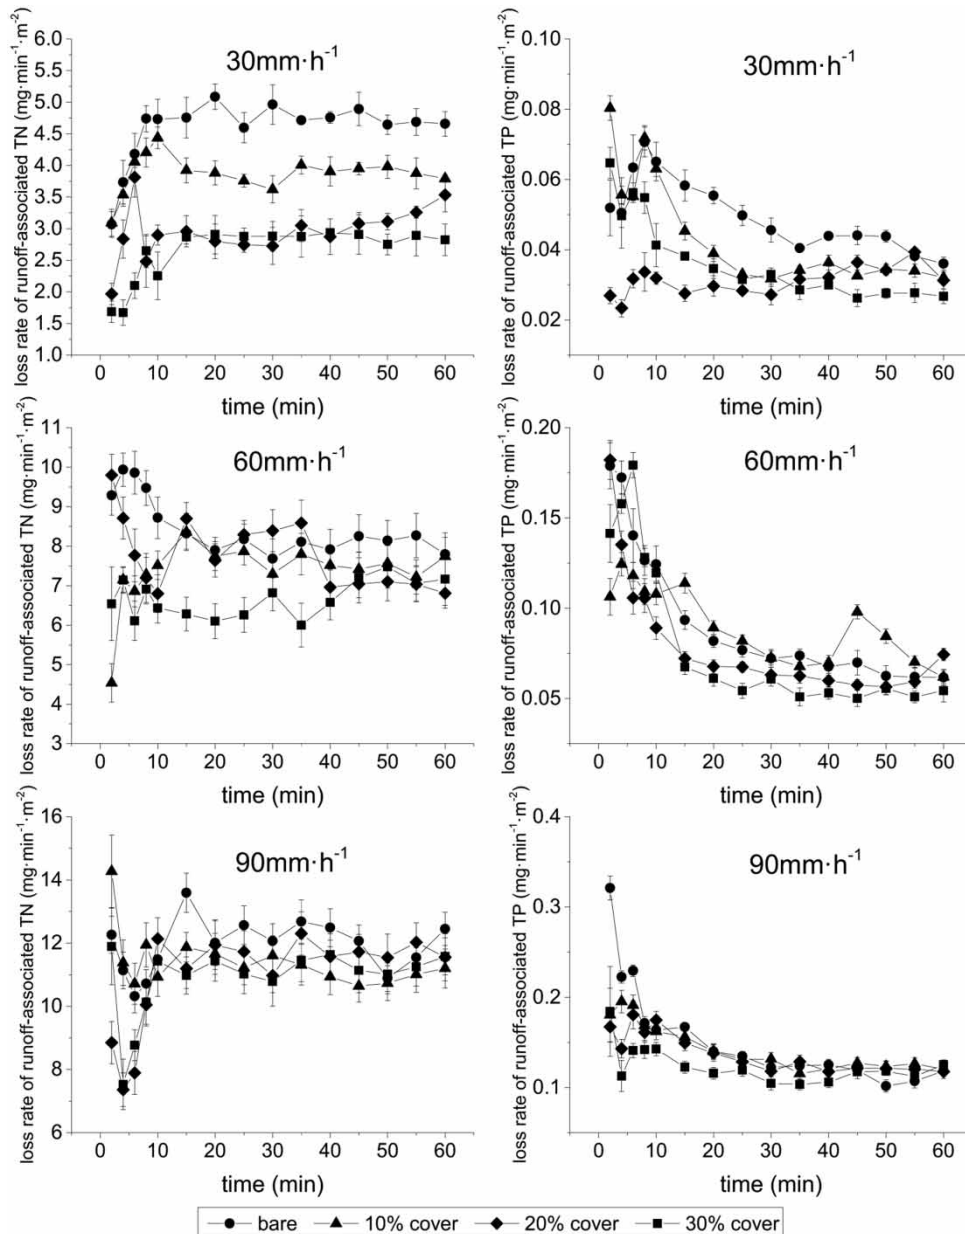 loss rate of runoff-associated TN (mg·min⁻¹·m⁻²)
6.0
5.5
5.0
4.5
4.0
3.5
3.0
2.5
2.0
1.5
1.0
30mm·h⁻¹
0 10 20 30 40 50 60
time (min)
loss rate of runoff-associated TP (mg·min⁻¹·m⁻²)
0.10
0.08
0.06
0.04
0.02
30mm·h⁻¹
0 10 20 30 40 50 60
time (min)
loss rate of runoff-associated TN (mg·min⁻¹·m⁻²)
11
10
9
8
7
6
5
4
3
60mm·h⁻¹
0 10 20 30 40 50 60
time (min)
loss rate of runoff-associated TP (mg·min⁻¹·m⁻²)
0.20
0.15
0.10
0.05
60mm·h⁻¹
0 10 20 30 40 50 60
time (min)
loss rate of runoff-associated TN (mg·min⁻¹·m⁻²)
16
14
12
10
8
6
90mm·h⁻¹
0 10 20 30 40 50 60
time (min)
loss rate of runoff-associated TP (mg·min⁻¹·m⁻²)
0.4
0.3
0.2
0.1
90mm·h⁻¹
0 10 20 30 40 50 60
time (min)
bare 10% cover 20% cover 30% cover